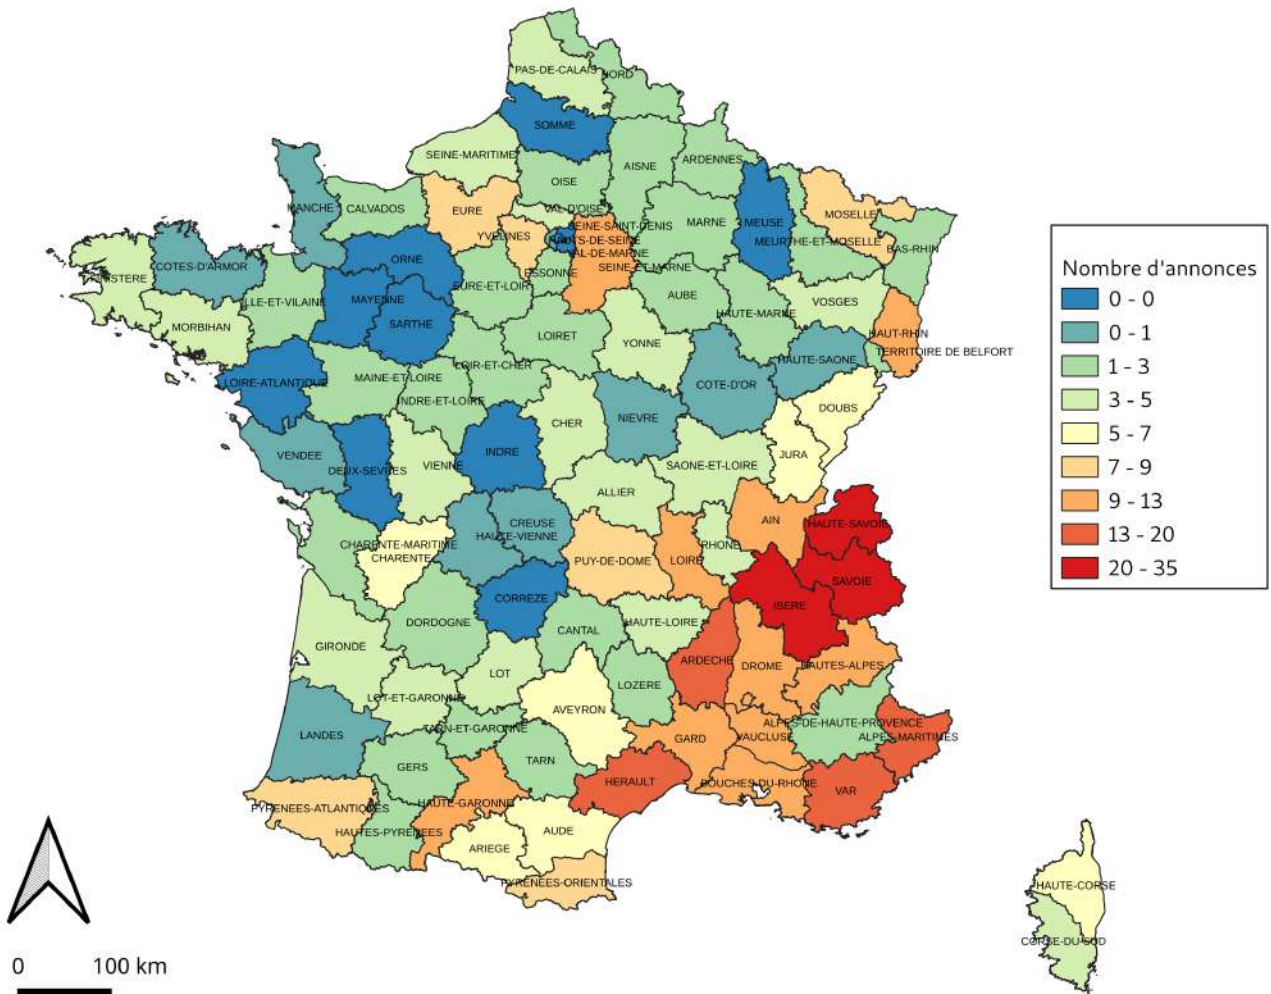 PAS-DE-CALAIS
NORD
SOMME
SEINE-MARITIME
AISNE
ARDENNES
OISE
MANCHE
CALVADOS
EURE
VAL D'OISE
SEINE-SAINT-DENIS
MARNE
MEUSE
MOSELLE
YVELINES
HAUTS-DE-SEINE
VAL-DE-MARNE
MEURTHE-ET-MOSELLE
BAS-RHIN
ORNE
ESSONNE
SEINE-ET-MARNE
COTES-D'ARMOR
FINISTERE
EURE-ET-LOIR
AUBE
VOSGES
MAYENNE
ILLE-ET-VILAINE
HAUTE-MARNE
MORBIHAN
SARTHE
LOIRET
YONNE
HAUT-RHIN
TERRITOIRE DE BELFORT
HAUTE-SAONE
LOIR-ET-CHER
LOIRE-ATLANTIQUE
MAINE-ET-LOIRE
COTE-D'OR
INDRE-ET-LOIRE
DOUBS
NIEVRE
CHER
VENDEE
INDRE
JURA
DEUX-SEVRES
VIENNE
SAONE-ET-LOIRE
ALLIER
AIN
HAUTE-SAVOIE
CREUSE
HAUTE-VIENNE
CHARENTE-MARITIME
RHONE
CHARENTE
PUY-DE-DOME
LOIRE
SAVOIE
CORREZE
ISERE
DORDOGNE
HAUTE-LOIRE
CANTAL
GIRONDE
ARDECHE
DROME
HAUTES-ALPES
LOT
LOZERE
LOT-ET-GARONNE
AVEYRON
ALPES-DE-HAUTE-PROVENCE
TARN-ET-GARONNE
LANDES
GARD
VAUCLUSE
ALPES-MARITIMES
TARN
GERS
HERAULT
BOUCHES-DU-RHONE
VAR
HAUTE-GARONNE
PYRENEES-ATLANTIQUES
AUDE
HAUTES-PYRENEES
ARIEGE
PYRENEES-ORIENTALES
HAUTE-CORSE
CORSE-DU-SUD
Nombre d'annonces
0 - 0
0 - 1
1 - 3
3 - 5
5 - 7
7 - 9
9 - 13
13 - 20
20 - 35
0 100 km